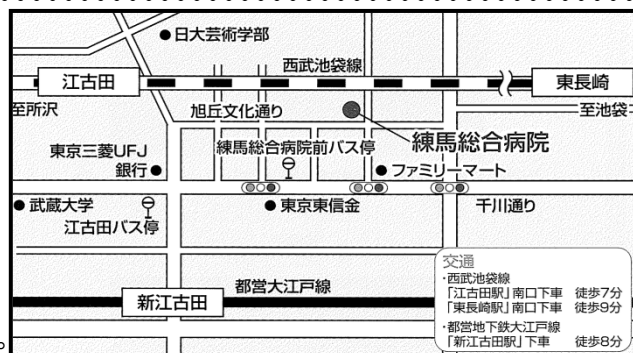 日大芸術学部
西武池袋線
江古田
東長崎
至所沢
旭丘文化通り
至池袋
練馬総合病院
東京三菱UFJ
銀行
練馬総合病院前バス停
ファミリーマート
武蔵大学
江古田バス停
東京東信金
千川通り
都営大江戸線
新江古田
交通
・西武池袋線
「江古田駅」南口下車 徒歩7分
「東長崎駅」南口下車 徒歩9分
・都営地下鉄大江戸線
「新江古田駅」下車 徒歩8分
。